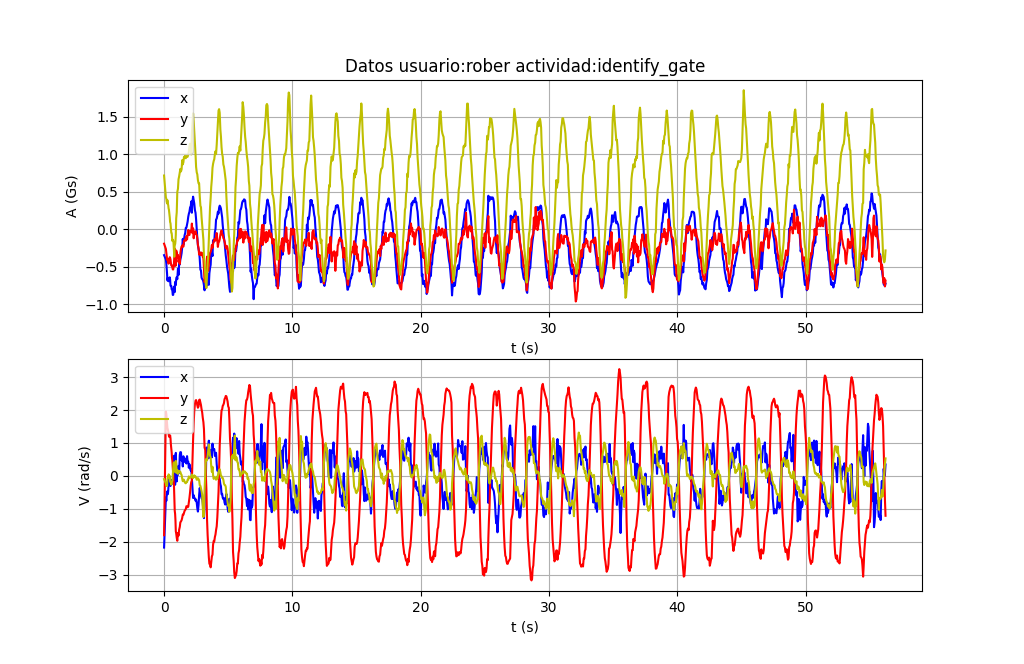 Datos usuario:rober actividad:identify_gate
x
y
z
1.5
1.0
0.5
0.0
−0.5
−1.0
A (Gs)
0 10 20 30 40 50
t (s)
x
y
z
3
2
1
0
−1
−2
−3
V (rad/s)
0 10 20 30 40 50
t (s)